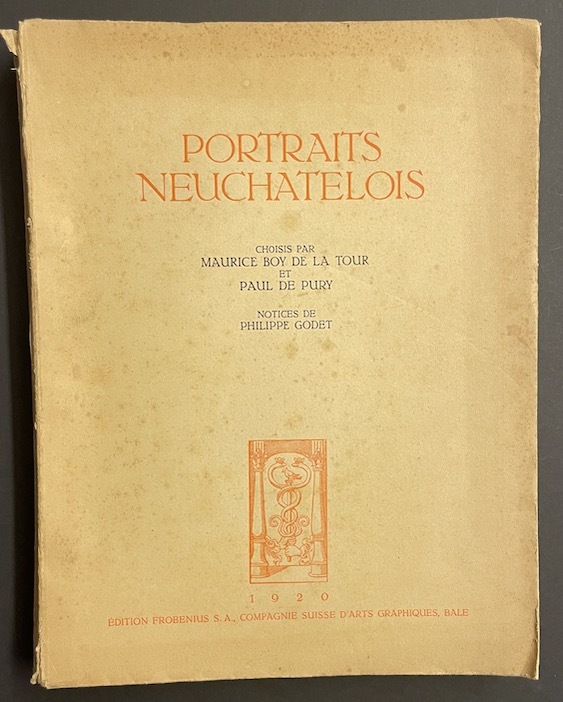 PORTRAITS
NEUCHATELOIS
CHOISIS PAR
MAURICE BOY DE LA TOUR
ET
PAUL DE PURY
NOTICES DE
PHILIPPE GODET
1920
ÉDITION FROBENIUS S. A., COMPAGNIE SUISSE D'ARTS GRAPHIQUES, BALE